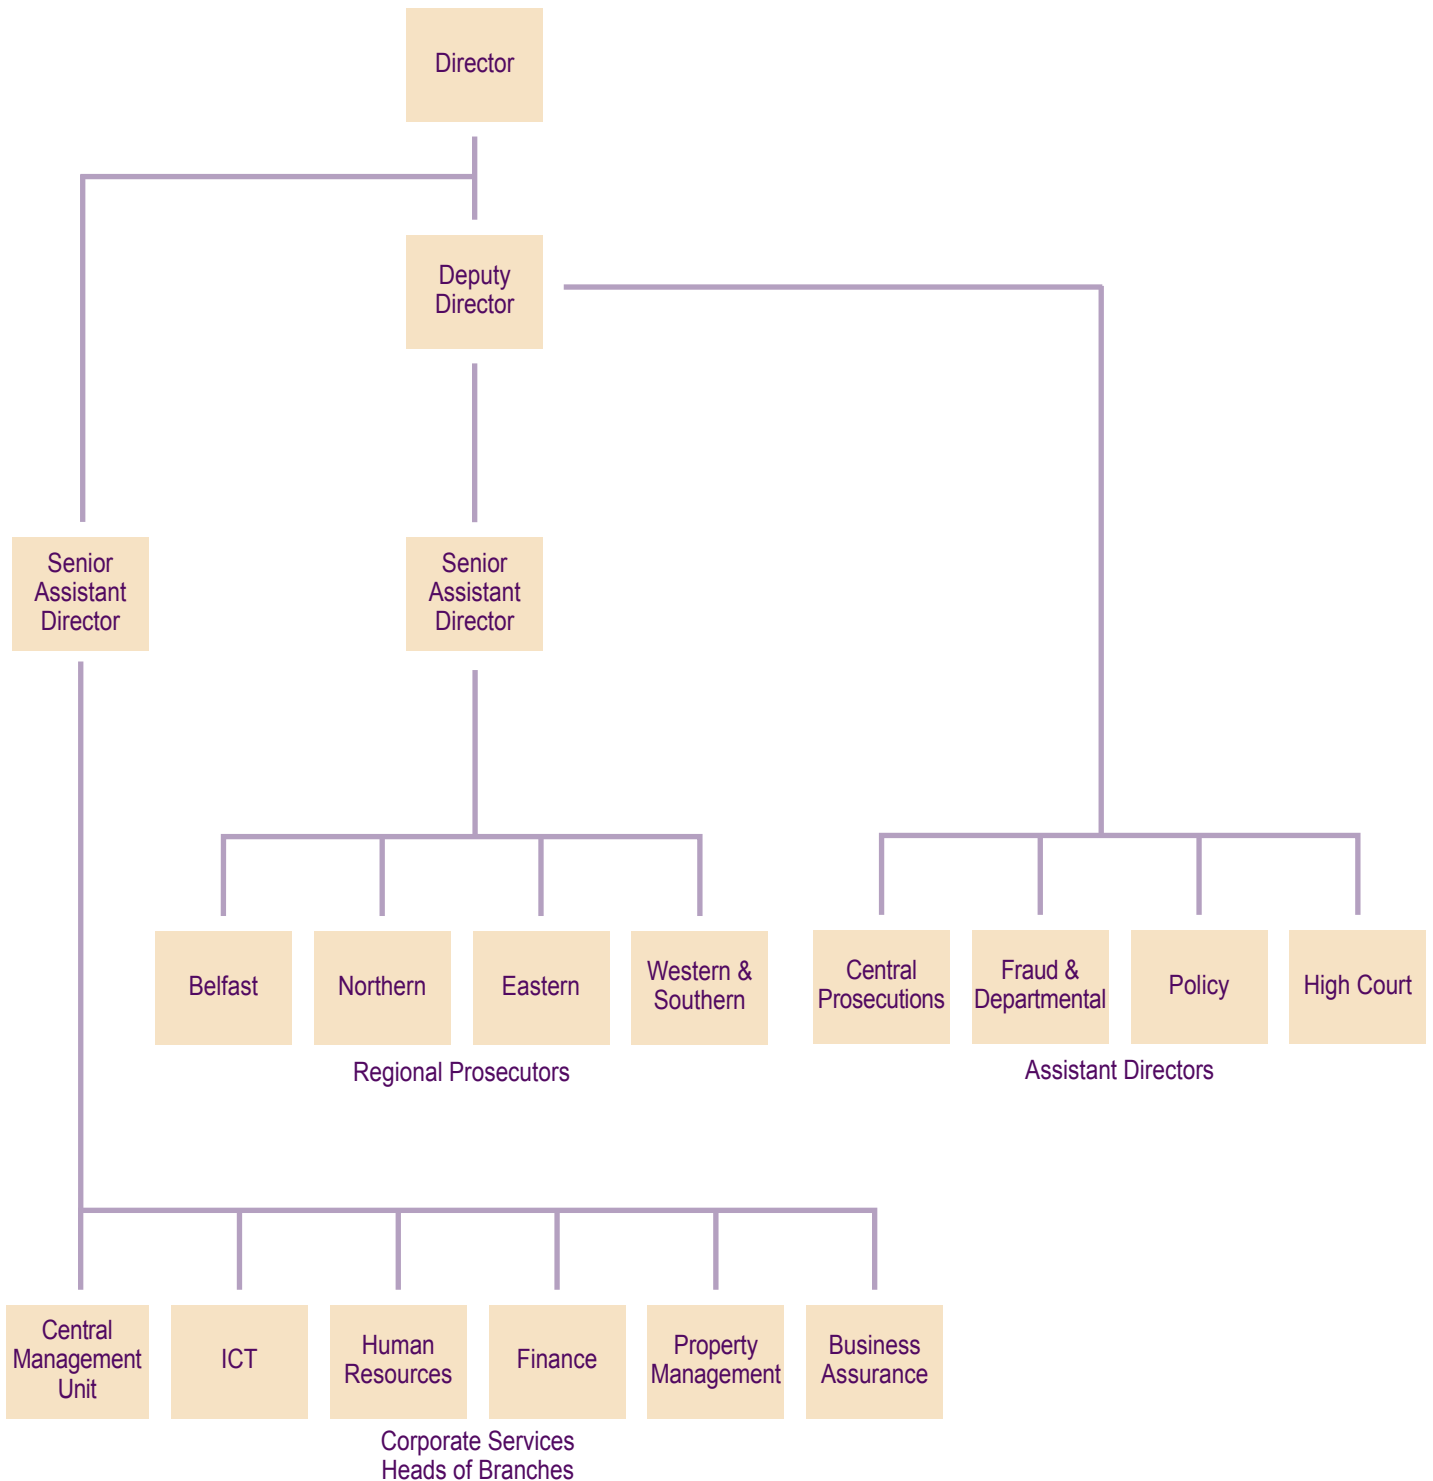 Director
Deputy
Director
Senior
Assistant
Director
Senior
Assistant
Director
Belfast
Northern
Eastern
Western &
Southern
Regional Prosecutors
Central
Prosecutions
Fraud &
Departmental
Policy
High Court
Assistant Directors
Central
Management
Unit
ICT
Human
Resources
Finance
Property
Management
Business
Assurance
Corporate Services
Heads of Branches